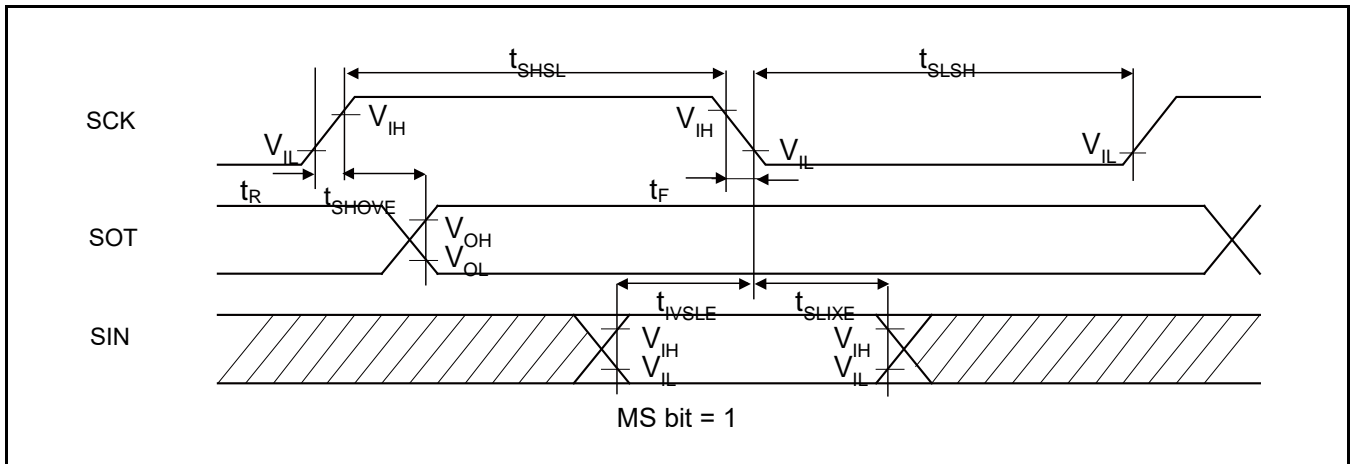 tSHSL tSLSH
SCK VIH VIH
VIL VIL VIL
tR tSHOVE tF
SOT VOH
VOL
tIVSLE tSLIXE
SIN VIH VIH
VIL VIL
MS bit = 1